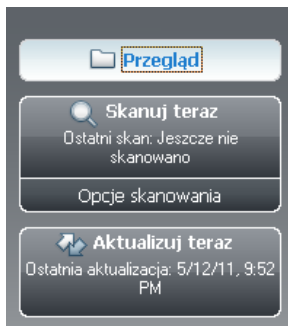 Przegląd
Skanuj teraz
Ostatni skan: Jeszcze nie
skanowano
Opcje skanowania
Aktualizuj teraz
Ostatnia aktualizacja: 5/12/11, 9:52
PM